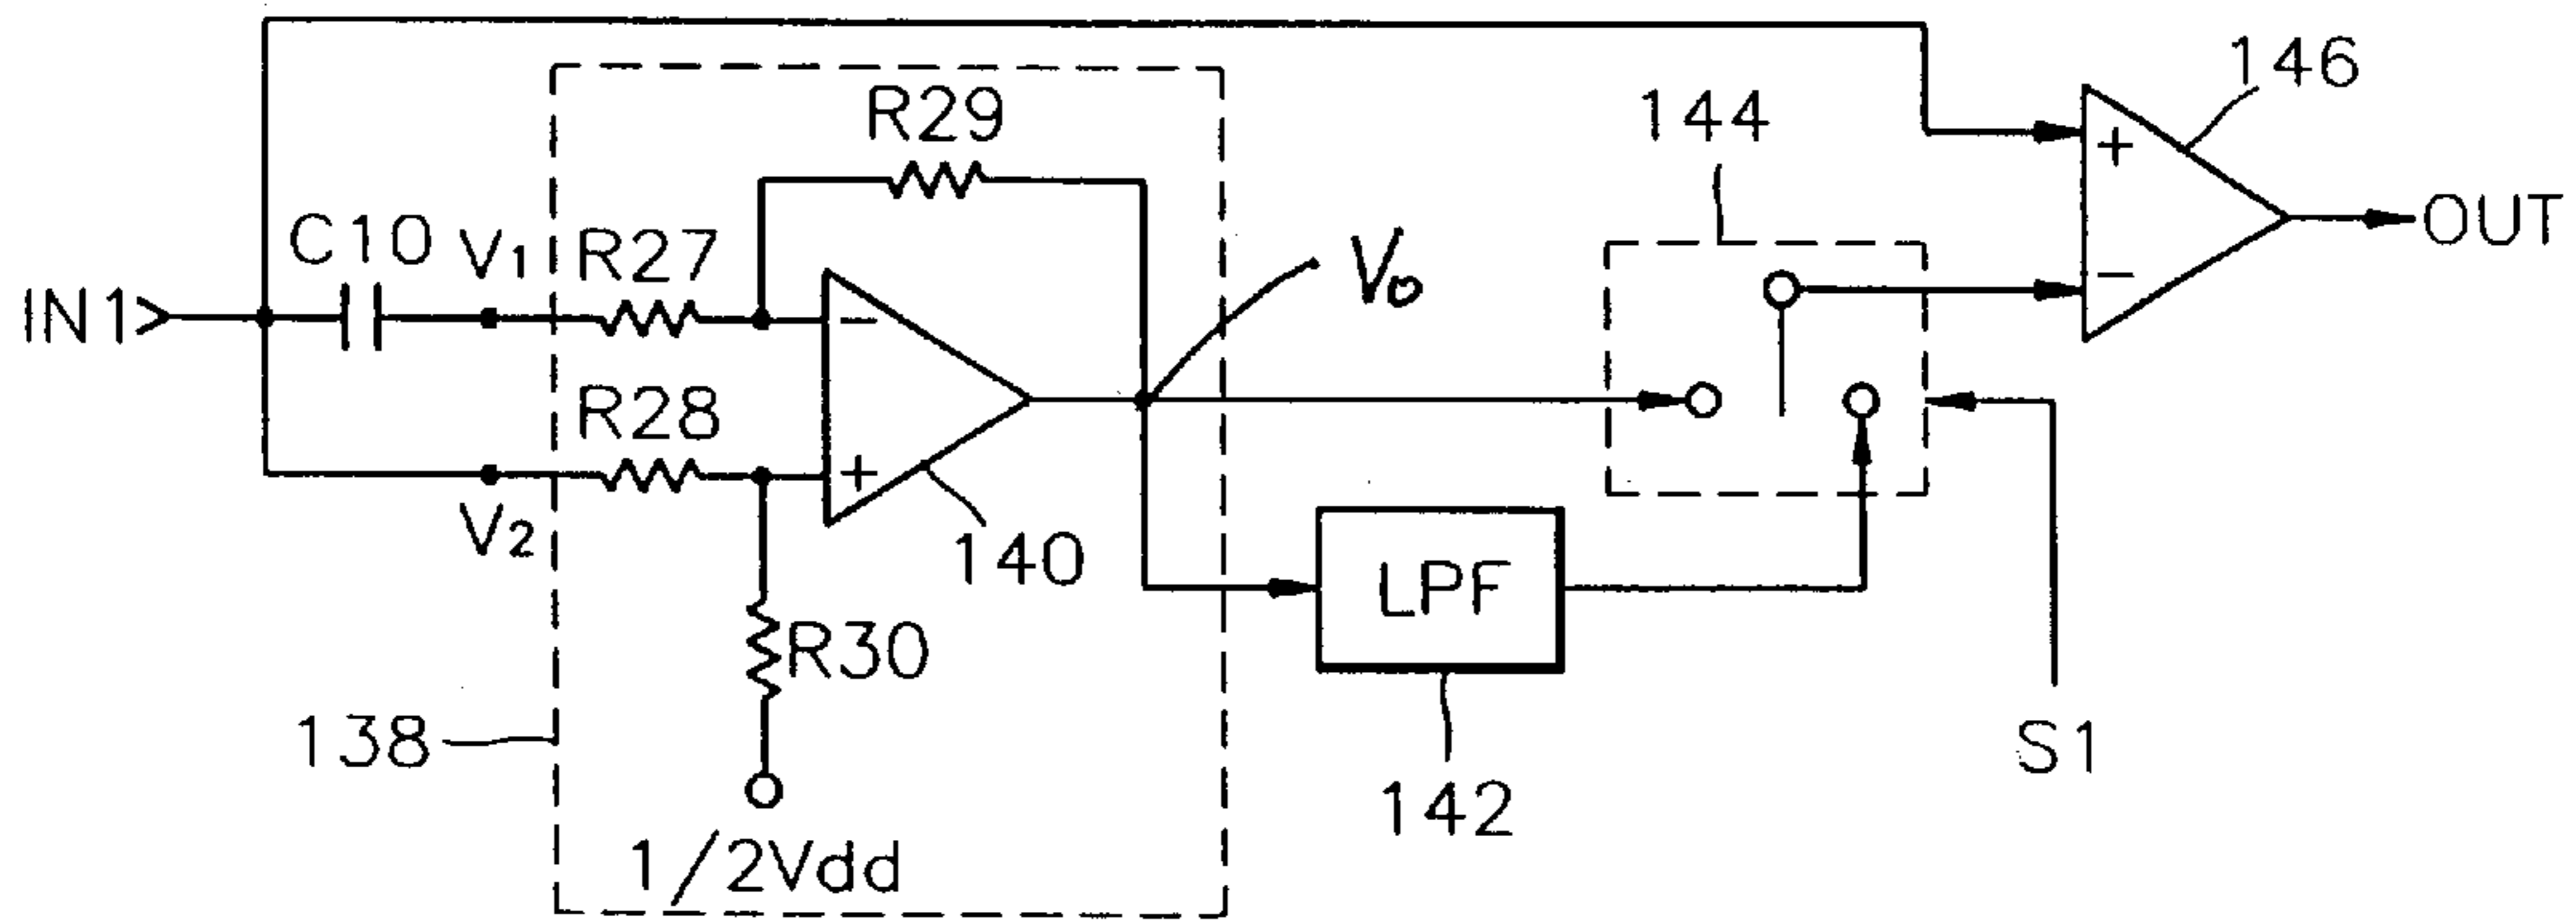 146
R29
144
C10
V1
R27
Vo
OUT
IN1
R28
V2
140
LPF
R30
138
142
S1
1/2Vdd
+
−
−
+